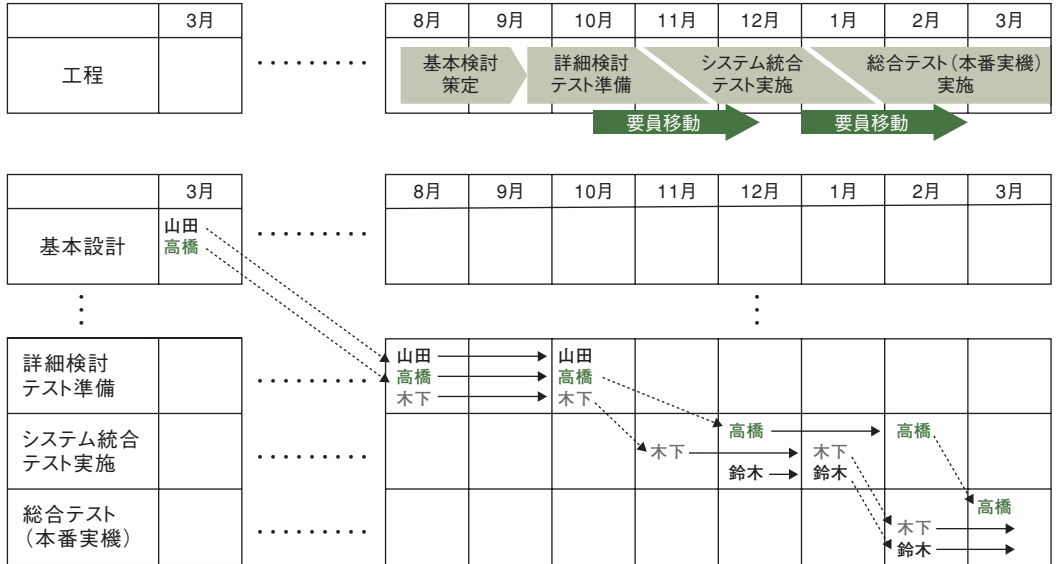 3月
8月 9月 10月 11月 12月 1月 2月 3月
工程
基本検討
策定
詳細検討
テスト準備
システム統合
テスト実施
総合テスト(本番実機)
実施
要員移動
要員移動
3月
8月 9月 10月 11月 12月 1月 2月 3月
基本設計
山田
高橋
詳細検討
テスト準備
山田 山田
高橋 高橋
木下 木下
システム統合
テスト実施
高橋 高橋
木下 木下
鈴木 鈴木
総合テスト
(本番実機)
高橋
木下
鈴木